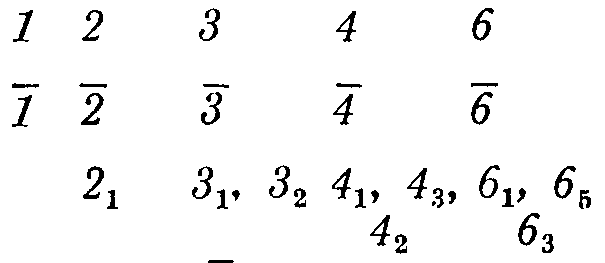 1 2 3 4 6
1̅ 2̅ 3̅ 4̅ 6̅
2₁ 3₁, 3₂ 4₁, 4₃, 6₁, 6₅
4₂ 6₃